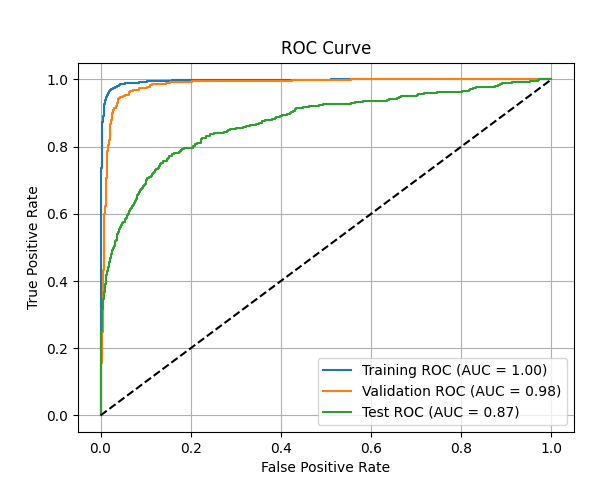 ROC Curve
True Positive Rate
1.0
0.8
0.6
0.4
0.2
0.0
Training ROC (AUC = 1.00)
Validation ROC (AUC = 0.98)
Test ROC (AUC = 0.87)
0.0 0.2 0.4 0.6 0.8 1.0
False Positive Rate